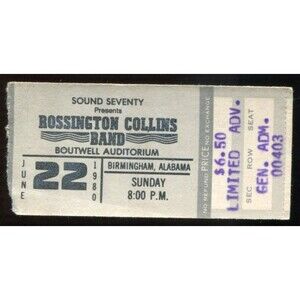 SOUND SEVENTY
Presents
ROSSINGTON COLLINS
BAND
BOUTWELL AUDITORIUM
JUNE
22
1980
BIRMINGHAM, ALABAMA
SUNDAY
8:00 P.M.
NO REFUND PRICE NO EXCHANGE
$6.50
LIMITED ADV.
SEC ROW SEAT
GEN. ADM.
00403